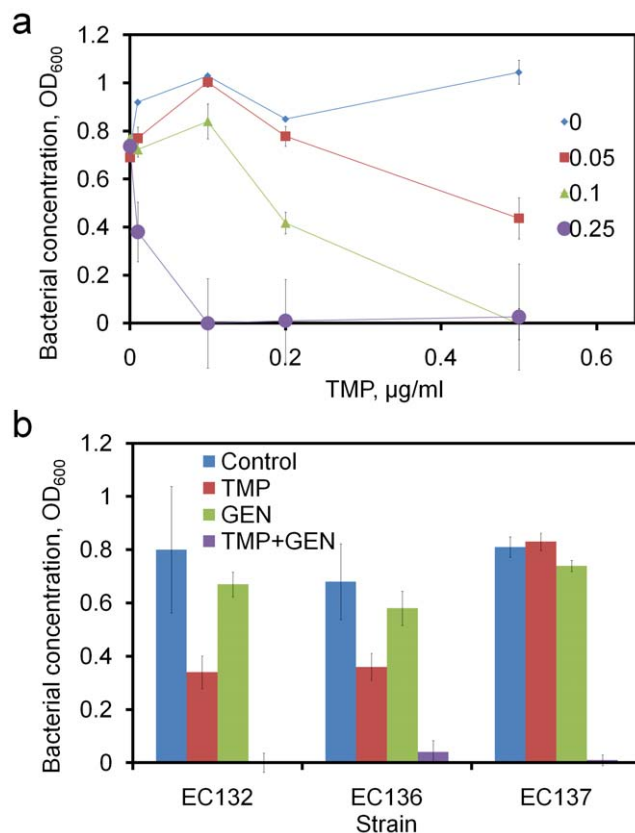 a
Bacterial concentration, OD600
1.2
1
0.8
0.6
0.4
0.2
0
0
0.2
0.4
0.6
TMP, µg/ml
0
0.05
0.1
0.25
b
Bacterial concentration, OD600
1.2
1
0.8
0.6
0.4
0.2
0
Control
TMP
GEN
TMP+GEN
EC132
EC136
EC137
Strain